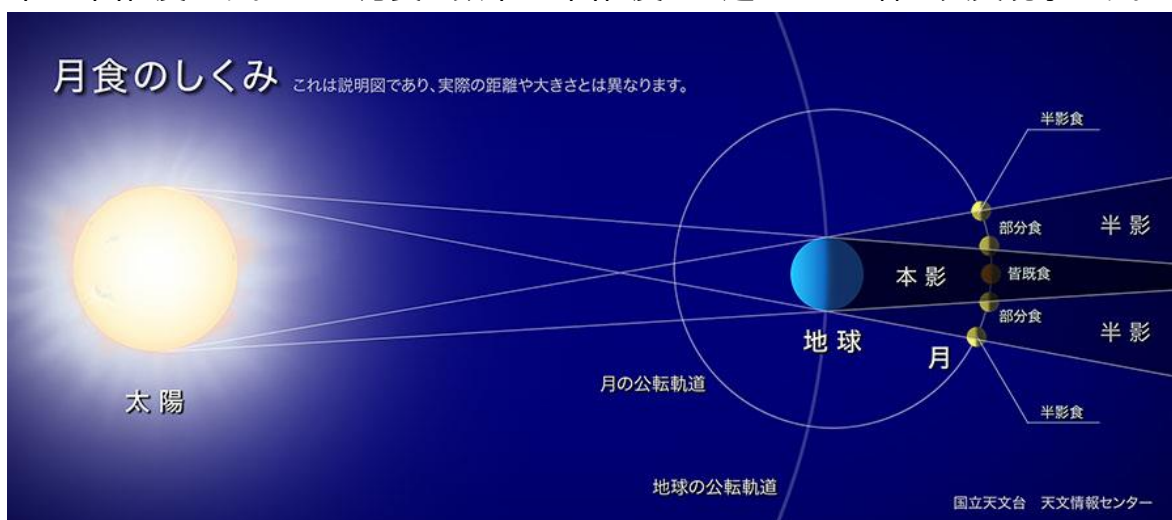 月食のしくみ
これは説明図であり、実際の距離や大きさとは異なります。
半影食
部分食
半影
本影
皆既食
部分食
半影
地球
月
太陽
月の公転軌道
半影食
地球の公転軌道
国立天文台 天文情報センター